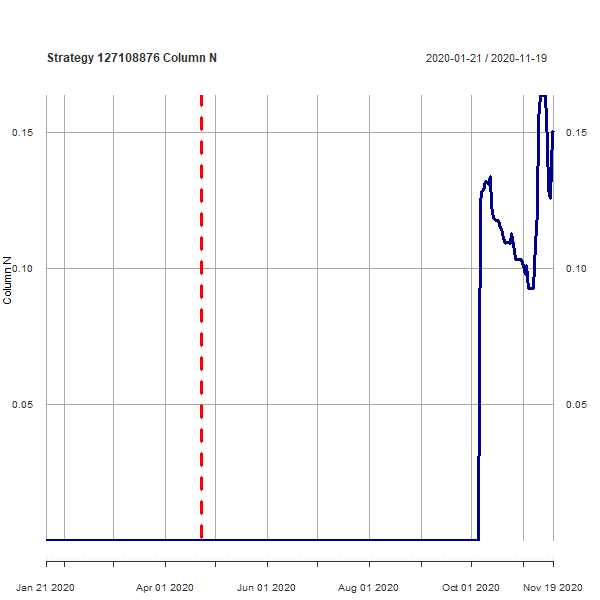 Strategy 127108876 Column N
2020-01-21 / 2020-11-19
0.15
0.15
0.10
0.10
Column N
0.05
0.05
Jan 21 2020
Apr 01 2020
Jun 01 2020
Aug 01 2020
Oct 01 2020
Nov 19 2020